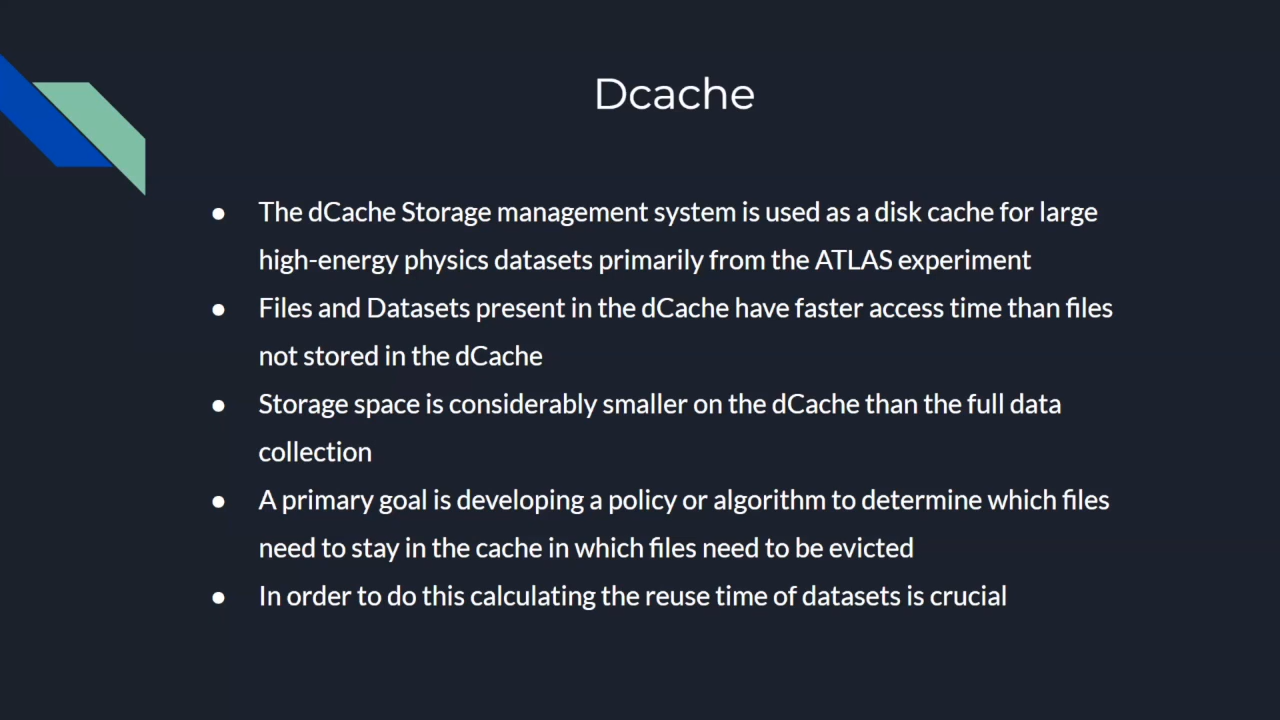 Dcache
● The dCache Storage management system is used as a disk cache for large
high-energy physics datasets primarily from the ATLAS experiment
● Files and Datasets present in the dCache have faster access time than files
not stored in the dCache
● Storage space is considerably smaller on the dCache than the full data
collection
● A primary goal is developing a policy or algorithm to determine which files
need to stay in the cache in which files need to be evicted
● In order to do this calculating the reuse time of datasets is crucial